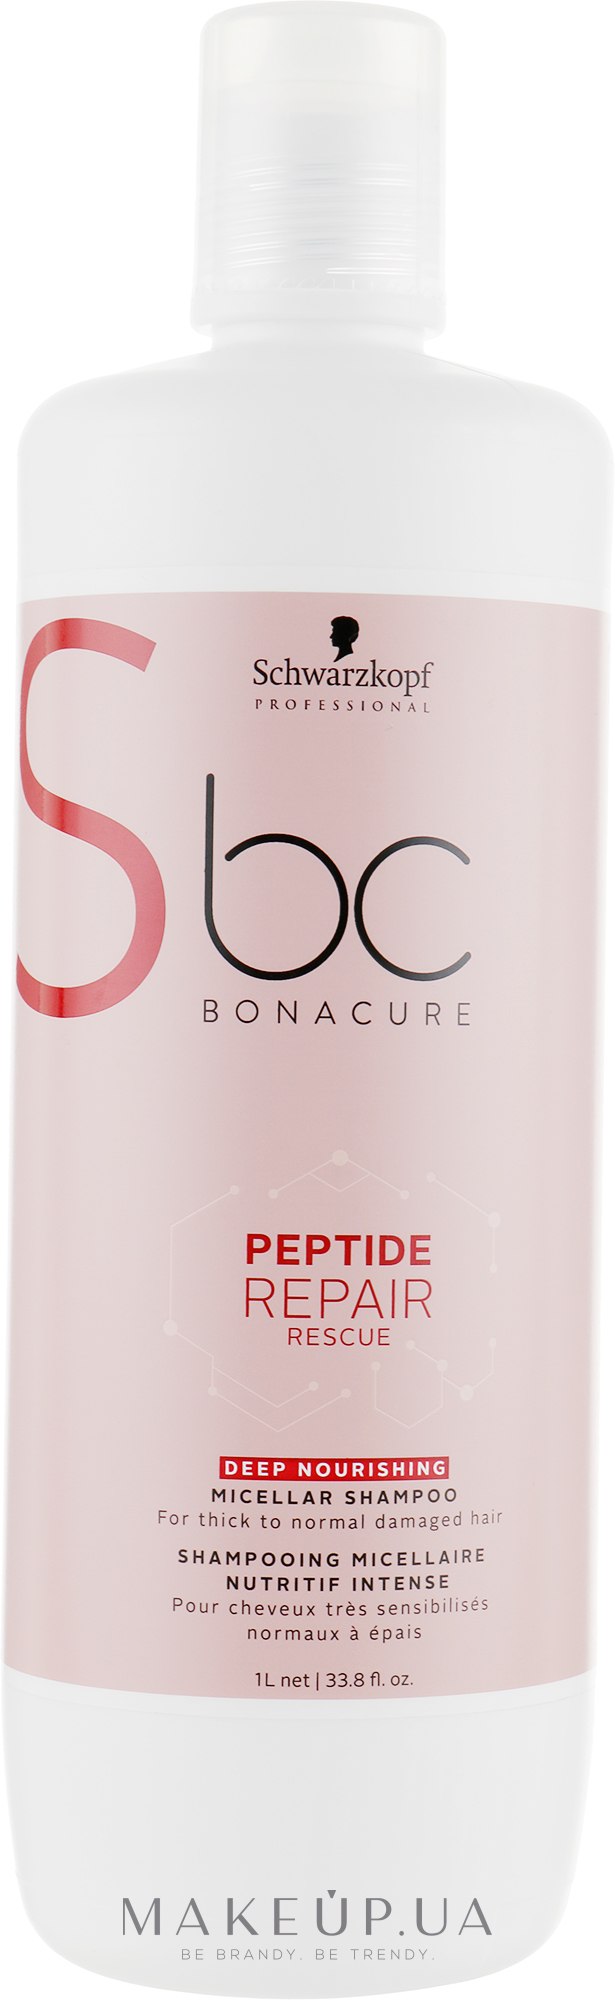 Schwarzkopf
PROFESSIONAL
S bc
BONACURE
PEPTIDE
REPAIR
RESCUE
DEEP NOURISHING
MICELLAR SHAMPOO
For thick to normal damaged hair
SHAMPOOING MICELLAIRE
NUTRITIF INTENSE
Pour cheveux très sensibilisés
normaux à épais
1L net | 33.8 fl. oz.
MAKEUP.UA
BE BRANDY. BE TRENDY.